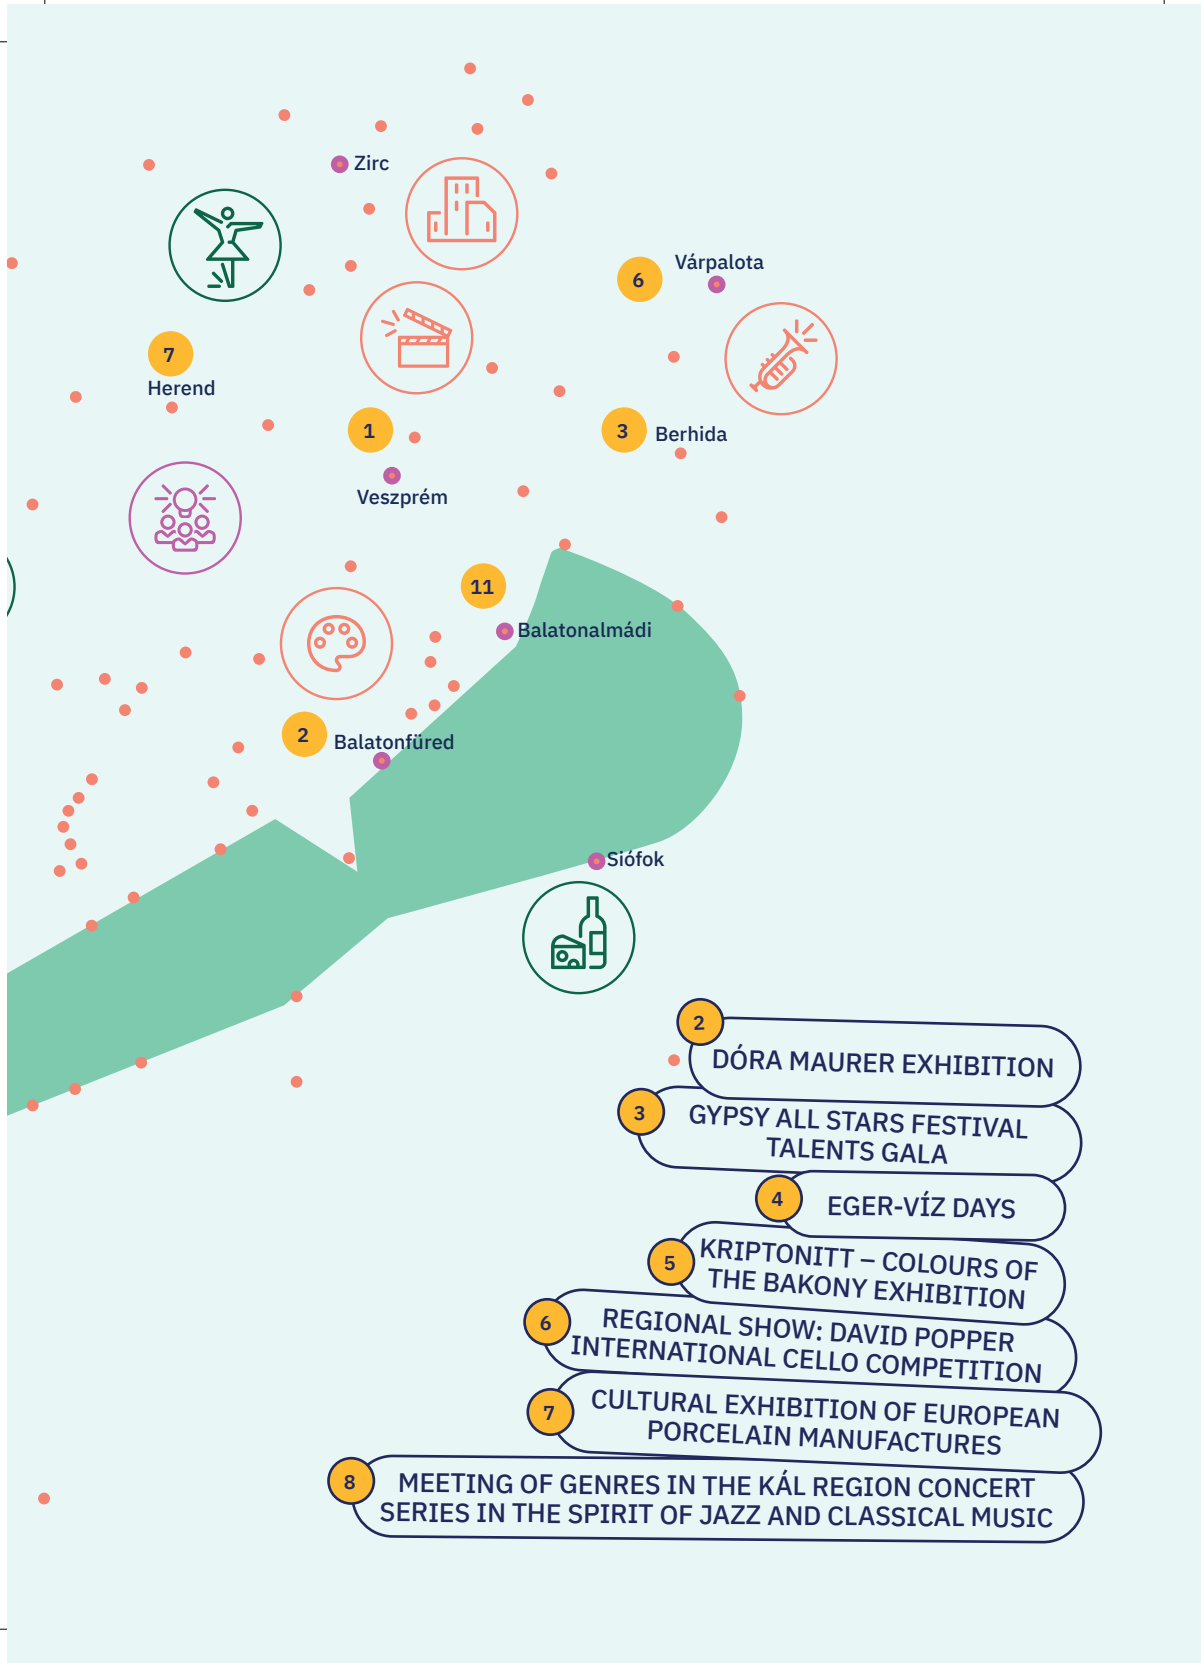 Zirc
6
Várpalota
7
Herend
1
3
Berhida
Veszprém
11
Balatonalmádi
2
Balatonfüred
Siófok
2
DÓRA MAURER EXHIBITION
3
GYPSY ALL STARS FESTIVAL
TALENTS GALA
4
EGER-VÍZ DAYS
5
KRIPTONITT – COLOURS OF
THE BAKONY EXHIBITION
6
REGIONAL SHOW: DAVID POPPER
INTERNATIONAL CELLO COMPETITION
7
CULTURAL EXHIBITION OF EUROPEAN
PORCELAIN MANUFACTURES
8
MEETING OF GENRES IN THE KÁL REGION CONCERT
SERIES IN THE SPIRIT OF JAZZ AND CLASSICAL MUSIC